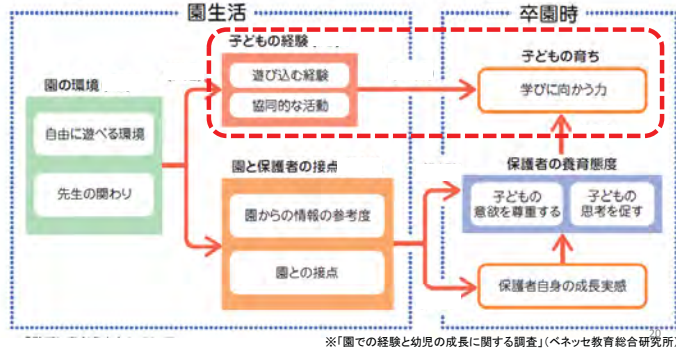 園生活
卒園時
子どもの経験
遊び込む経験
協同的な活動
子どもの育ち
学びに向かう力
園の環境
自由に遊べる環境
先生の関わり
園と保護者の接点
園からの情報の参考度
園との接点
保護者の養育態度
子どもの
意欲を尊重する
子どもの
思考を促す
保護者自身の成長実感
20
※「園での経験と幼児の成長に関する調査」(ベネッセ教育総合研究所)